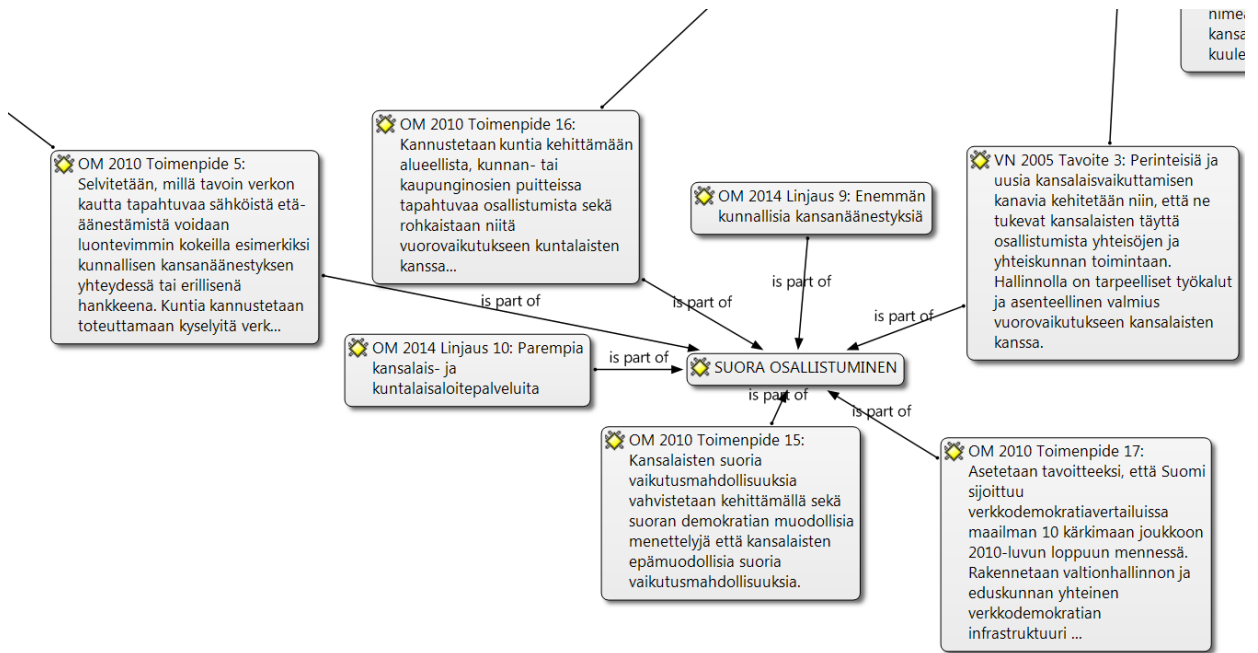 nimeä
kansa
kuule
OM 2010 Toimenpide 16:
Kannustetaan kuntia kehittämään
alueellista, kunnan- tai
kaupunginosien puitteissa
tapahtuvaa osallistumista sekä
rohkaistaan niitä
vuorovaikutukseen kuntalaisten
kanssa...
OM 2010 Toimenpide 5:
Selvitetään, millä tavoin verkon
kautta tapahtuvaa sähköistä etä-
äänestämistä voidaan
luontevimmin kokeilla esimerkiksi
kunnallisen kansanäänestyksen
yhteydessä tai erillisenä
hankkeena. Kuntia kannustetaan
toteuttamaan kyselyitä verk...
OM 2014 Linjaus 9: Enemmän
kunnallisia kansanäänestyksiä
VN 2005 Tavoite 3: Perinteisiä ja
uusia kansalaisvaikuttamisen
kanavia kehitetään niin, että ne
tukevat kansalaisten täyttä
osallistumista yhteisöjen ja
yhteiskunnan toimintaan.
Hallinnolla on tarpeelliset työkalut
ja asenteellinen valmius
vuorovaikutukseen kansalaisten
kanssa.
is part of
is part of
is part of
is part of
OM 2014 Linjaus 10: Parempia
kansalais- ja
kuntalaisaloitepalveluita
is part of
SUORA OSALLISTUMINEN
is part of
is part of
OM 2010 Toimenpide 15:
Kansalaisten suoria
vaikutusmahdollisuuksia
vahvistetaan kehittämällä sekä
suoran demokratian muodollisia
menettelyjä että kansalaisten
epämuodollisia suoria
vaikutusmahdollisuuksia.
OM 2010 Toimenpide 17:
Asetetaan tavoitteeksi, että Suomi
sijoittuu
verkkodemokratiavertailuissa
maailman 10 kärkimaan joukkoon
2010-luvun loppuun mennessä.
Rakennetaan valtionhallinnon ja
eduskunnan yhteinen
verkkodemokratian
infrastruktuuri ...